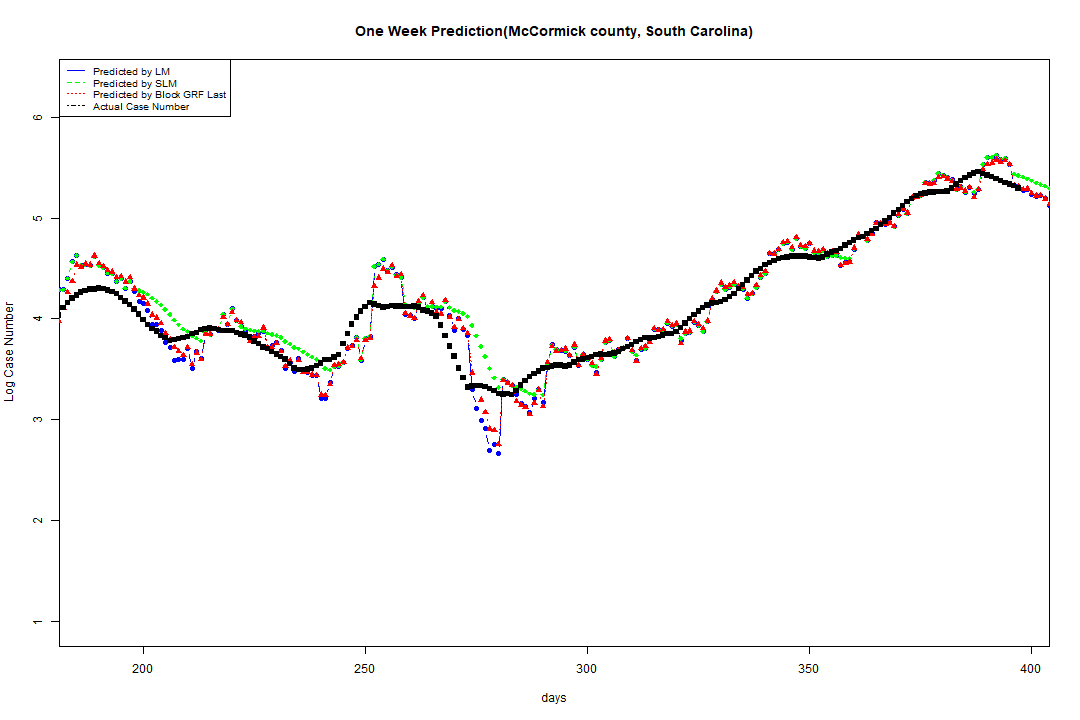 One Week Prediction(McCormick county, South Carolina)
Predicted by LM
Predicted by SLM
Predicted by Block GRF Last
Actual Case Number
Log Case Number
6
5
4
3
2
1
200 250 300 350 400
days